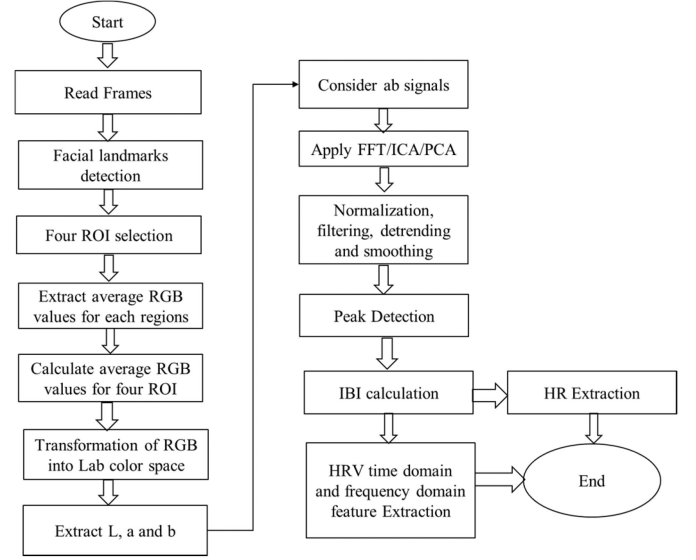 Start
Read Frames
Facial landmarks
detection
Four ROI selection
Extract average RGB
values for each regions
Calculate average RGB
values for four ROI
Transformation of RGB
into Lab color space
Extract L, a and b
Consider ab signals
Apply FFT/ICA/PCA
Normalization,
filtering, detrending
and smoothing
Peak Detection
IBI calculation
HR Extraction
HRV time domain
and frequency domain
feature Extraction
End